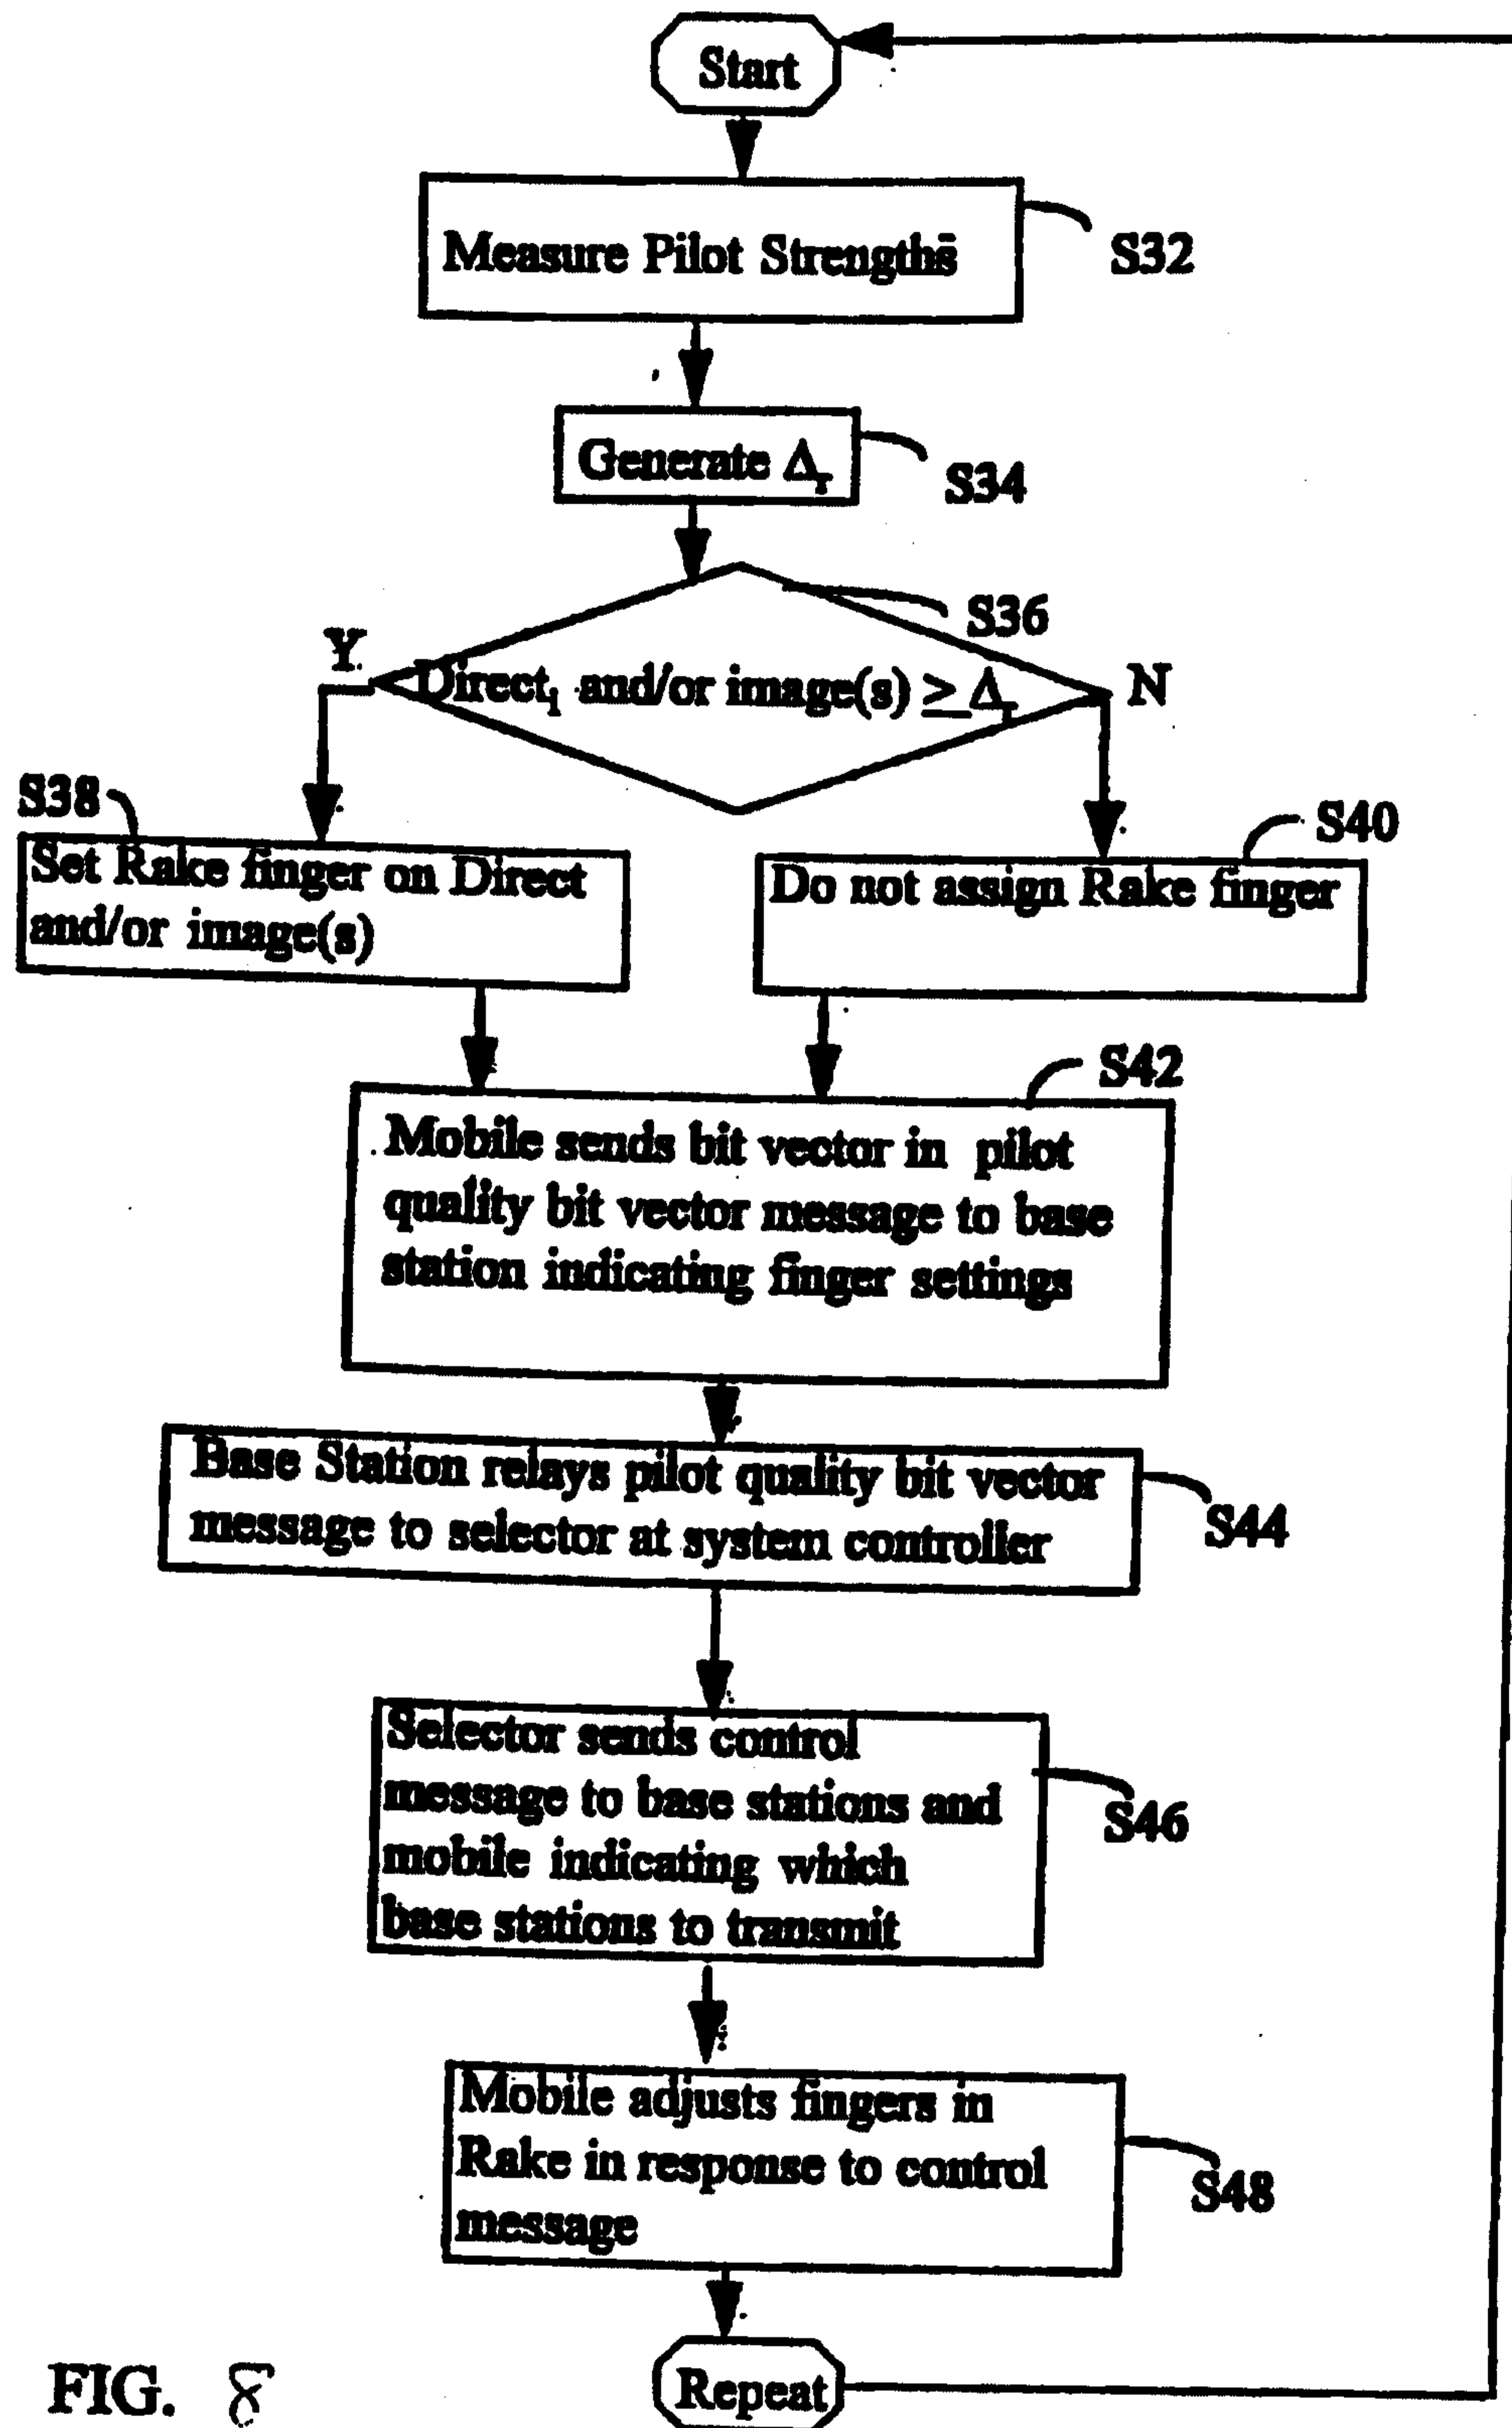 Start
Measure Pilot Strengths
S32
Generate Δr
S34
S36
Y
Directi and/or image(s) ≥ Δr
N
S38
Set Rake finger on Direct
and/or image(s)
S40
Do not assign Rake finger
S42
Mobile sends bit vector in pilot
quality bit vector message to base
station indicating finger settings
Base Station relays pilot quality bit vector
message to selector at system controller
S44
Selector sends control
message to base stations and
mobile indicating which
base stations to transmit
S46
Mobile adjusts fingers in
Rake in response to control
message
S48
Repeat
FIG. 8